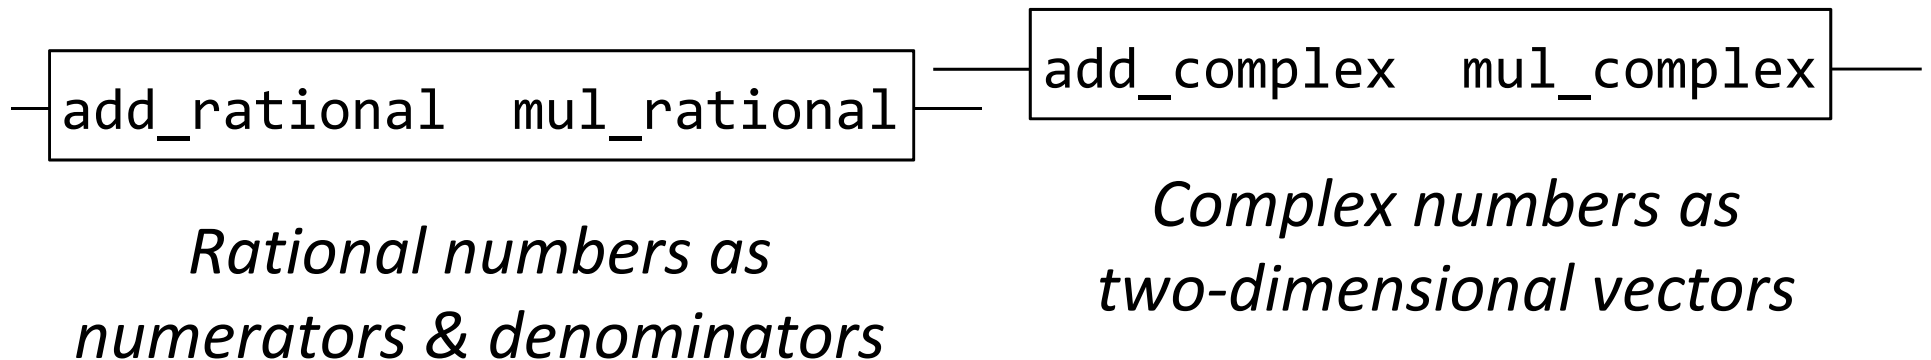 add_rational mul_rational
Rational numbers as
numerators & denominators
add_complex mul_complex
Complex numbers as
two-dimensional vectors